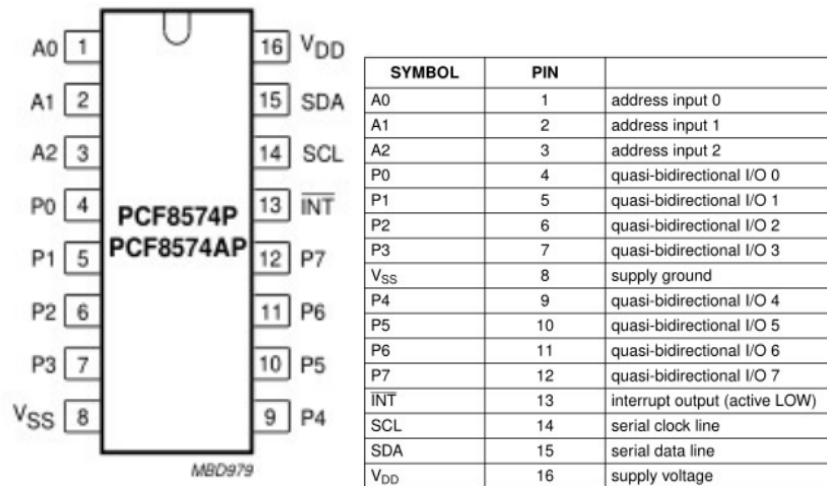 A0 1 16 VDD
A1 2 15 SDA
A2 3 14 SCL
P0 4 13 INT
PCF8574P
PCF8574AP
P1 5 12 P7
P2 6 11 P6
P3 7 10 P5
VSS 8 9 P4
MBD979
SYMBOL PIN
A0 1 address input 0
A1 2 address input 1
A2 3 address input 2
P0 4 quasi-bidirectional I/O 0
P1 5 quasi-bidirectional I/O 1
P2 6 quasi-bidirectional I/O 2
P3 7 quasi-bidirectional I/O 3
VSS 8 supply ground
P4 9 quasi-bidirectional I/O 4
P5 10 quasi-bidirectional I/O 5
P6 11 quasi-bidirectional I/O 6
P7 12 quasi-bidirectional I/O 7
INT 13 interrupt output (active LOW)
SCL 14 serial clock line
SDA 15 serial data line
VDD 16 supply voltage